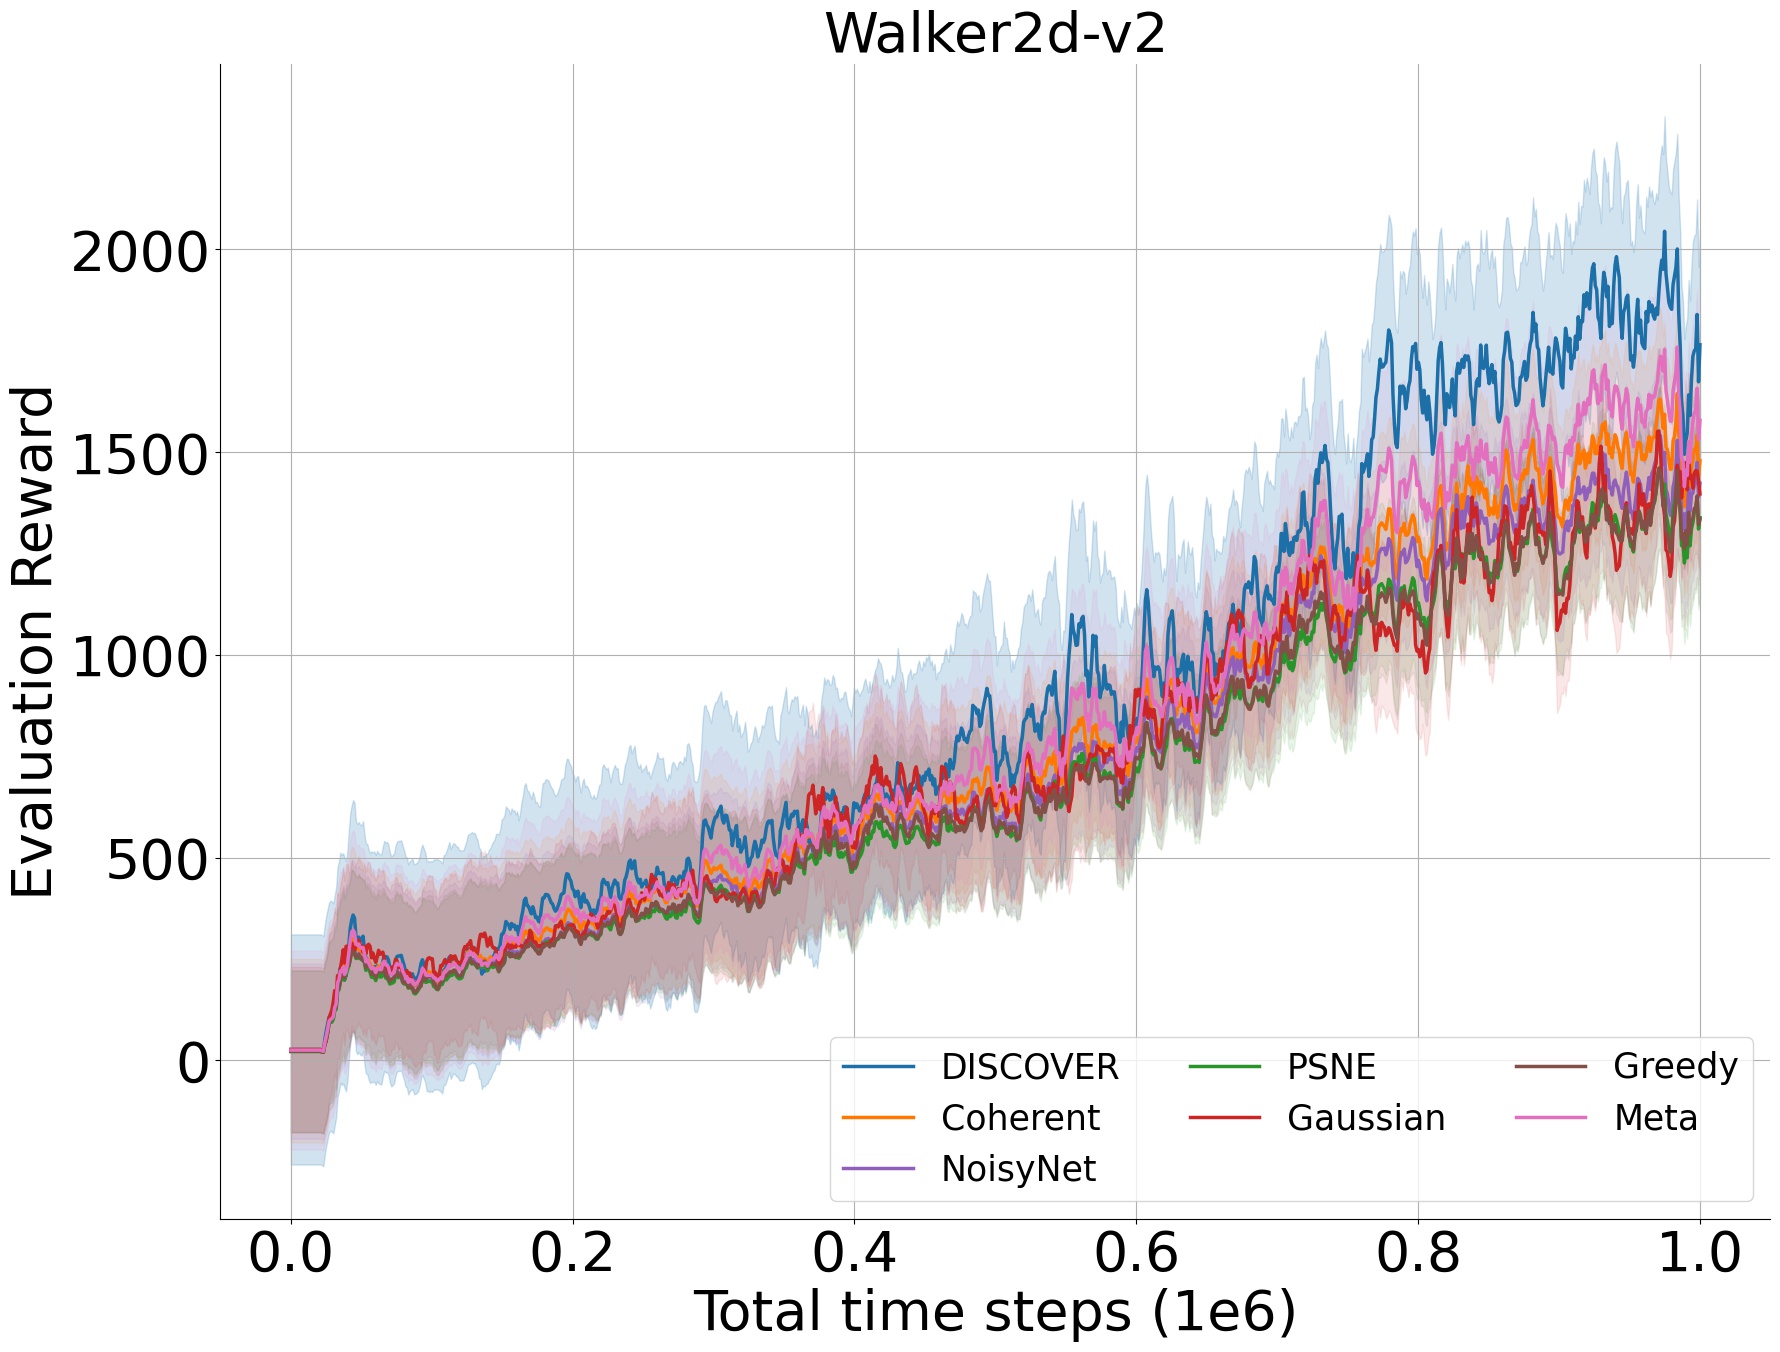 Walker2d-v2
Evaluation Reward
2000
1500
1000
500
0
DISCOVER
Coherent
NoisyNet
PSNE
Gaussian
Greedy
Meta
0.0 0.2 0.4 0.6 0.8 1.0
Total time steps (1e6)